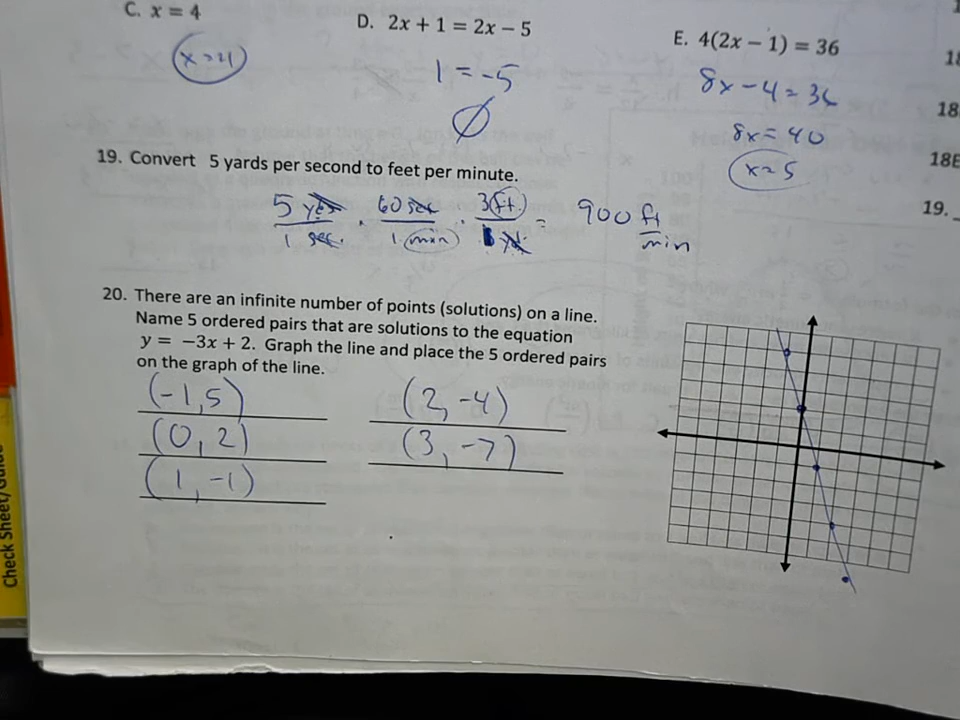 C. x = 4
D. 2x + 1 = 2x − 5
E. 4(2x − 1) = 36
18
x=4
1 = -5
8x-4=36
18
∅
8x=40
18E
x=5
19. Convert 5 yards per second to feet per minute.
19.
5 yds/1 sec. · 60 sec/1 min · 3 ft./1 yd. = 900 ft/min
20. There are an infinite number of points (solutions) on a line.
Name 5 ordered pairs that are solutions to the equation
y = −3x + 2. Graph the line and place the 5 ordered pairs
on the graph of the line.
(-1,5)
(2,-4)
(0,2)
(3,-7)
(1,-1)
Check Sheet/Guide